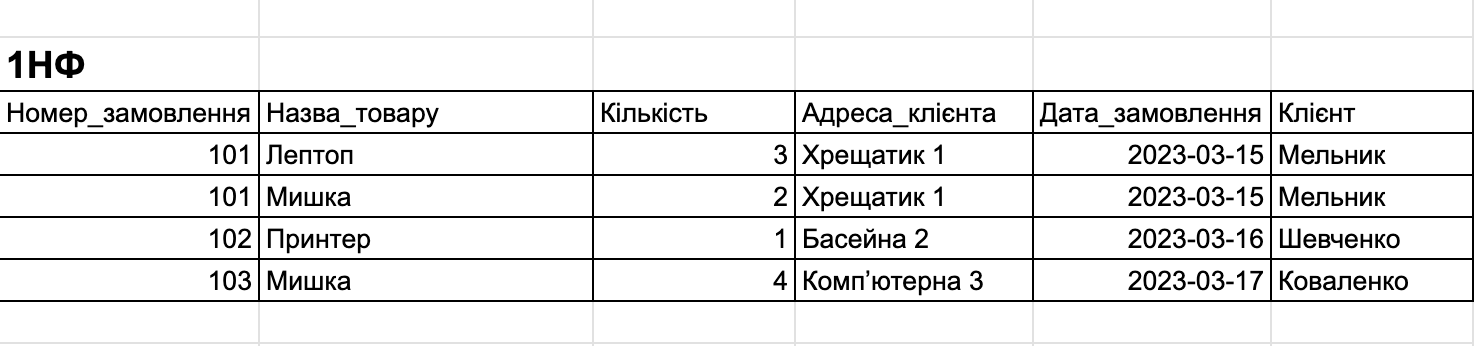 1НФ
Номер_замовлення Назва_товару Кількість Адреса_клієнта Дата_замовлення Клієнт
101 Лептоп 3 Хрещатик 1 2023-03-15 Мельник
101 Мишка 2 Хрещатик 1 2023-03-15 Мельник
102 Принтер 1 Басейна 2 2023-03-16 Шевченко
103 Мишка 4 Комп’ютерна 3 2023-03-17 Коваленко